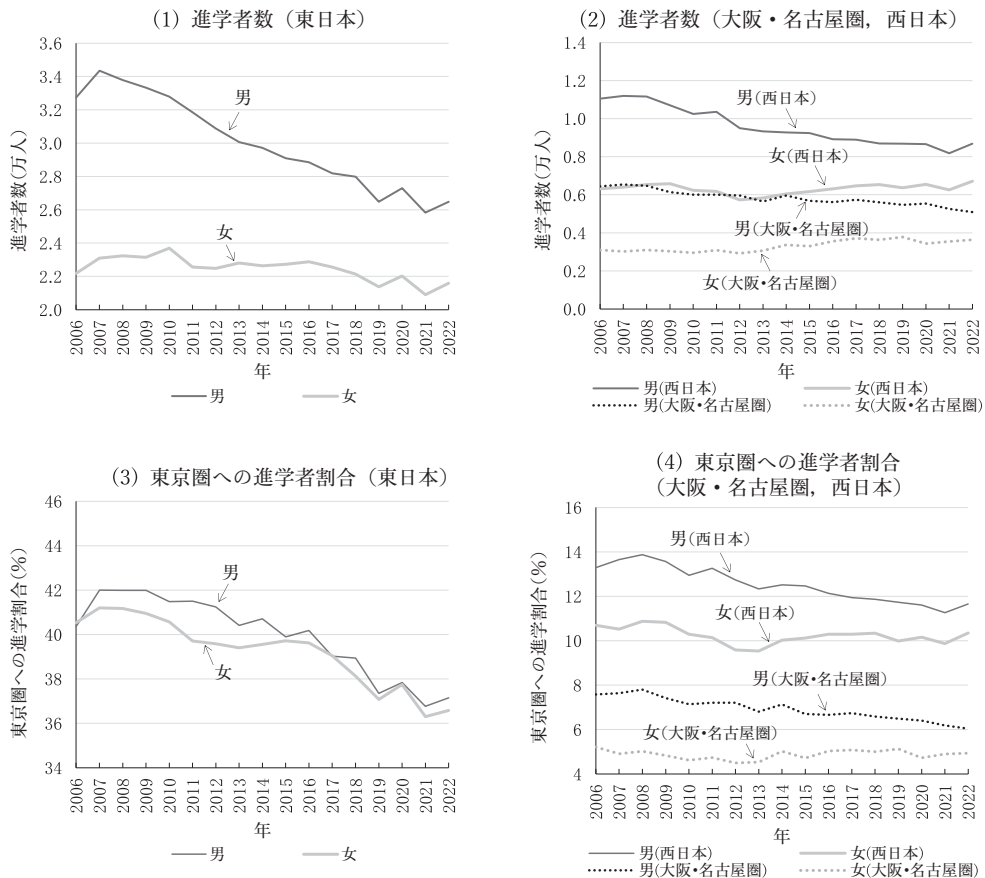 (1) 進学者数（東日本）
3.6
3.4
3.2
3.0
2.8
2.6
2.4
2.2
2.0
進学者数(万人)
男
女
2006 2007 2008 2009 2010 2011 2012 2013 2014 2015 2016 2017 2018 2019 2020 2021 2022
年
男 女
(2) 進学者数（大阪・名古屋圏，西日本）
1.4
1.2
1.0
0.8
0.6
0.4
0.2
0.0
進学者数(万人)
男(西日本)
女(西日本)
男(大阪・名古屋圏)
女(大阪・名古屋圏)
2006 2007 2008 2009 2010 2011 2012 2013 2014 2015 2016 2017 2018 2019 2020 2021 2022
年
男(西日本) 女(西日本)
男(大阪・名古屋圏) 女(大阪・名古屋圏)
(3) 東京圏への進学者割合（東日本）
46
44
42
40
38
36
34
東京圏への進学割合(%)
男
女
2006 2007 2008 2009 2010 2011 2012 2013 2014 2015 2016 2017 2018 2019 2020 2021 2022
年
男 女
(4) 東京圏への進学者割合
（大阪・名古屋圏，西日本）
16
14
12
10
8
6
4
東京圏への進学割合(%)
男(西日本)
女(西日本)
男(大阪・名古屋圏)
女(大阪・名古屋圏)
2006 2007 2008 2009 2010 2011 2012 2013 2014 2015 2016 2017 2018 2019 2020 2021 2022
年
男(西日本) 女(西日本)
男(大阪・名古屋圏) 女(大阪・名古屋圏)